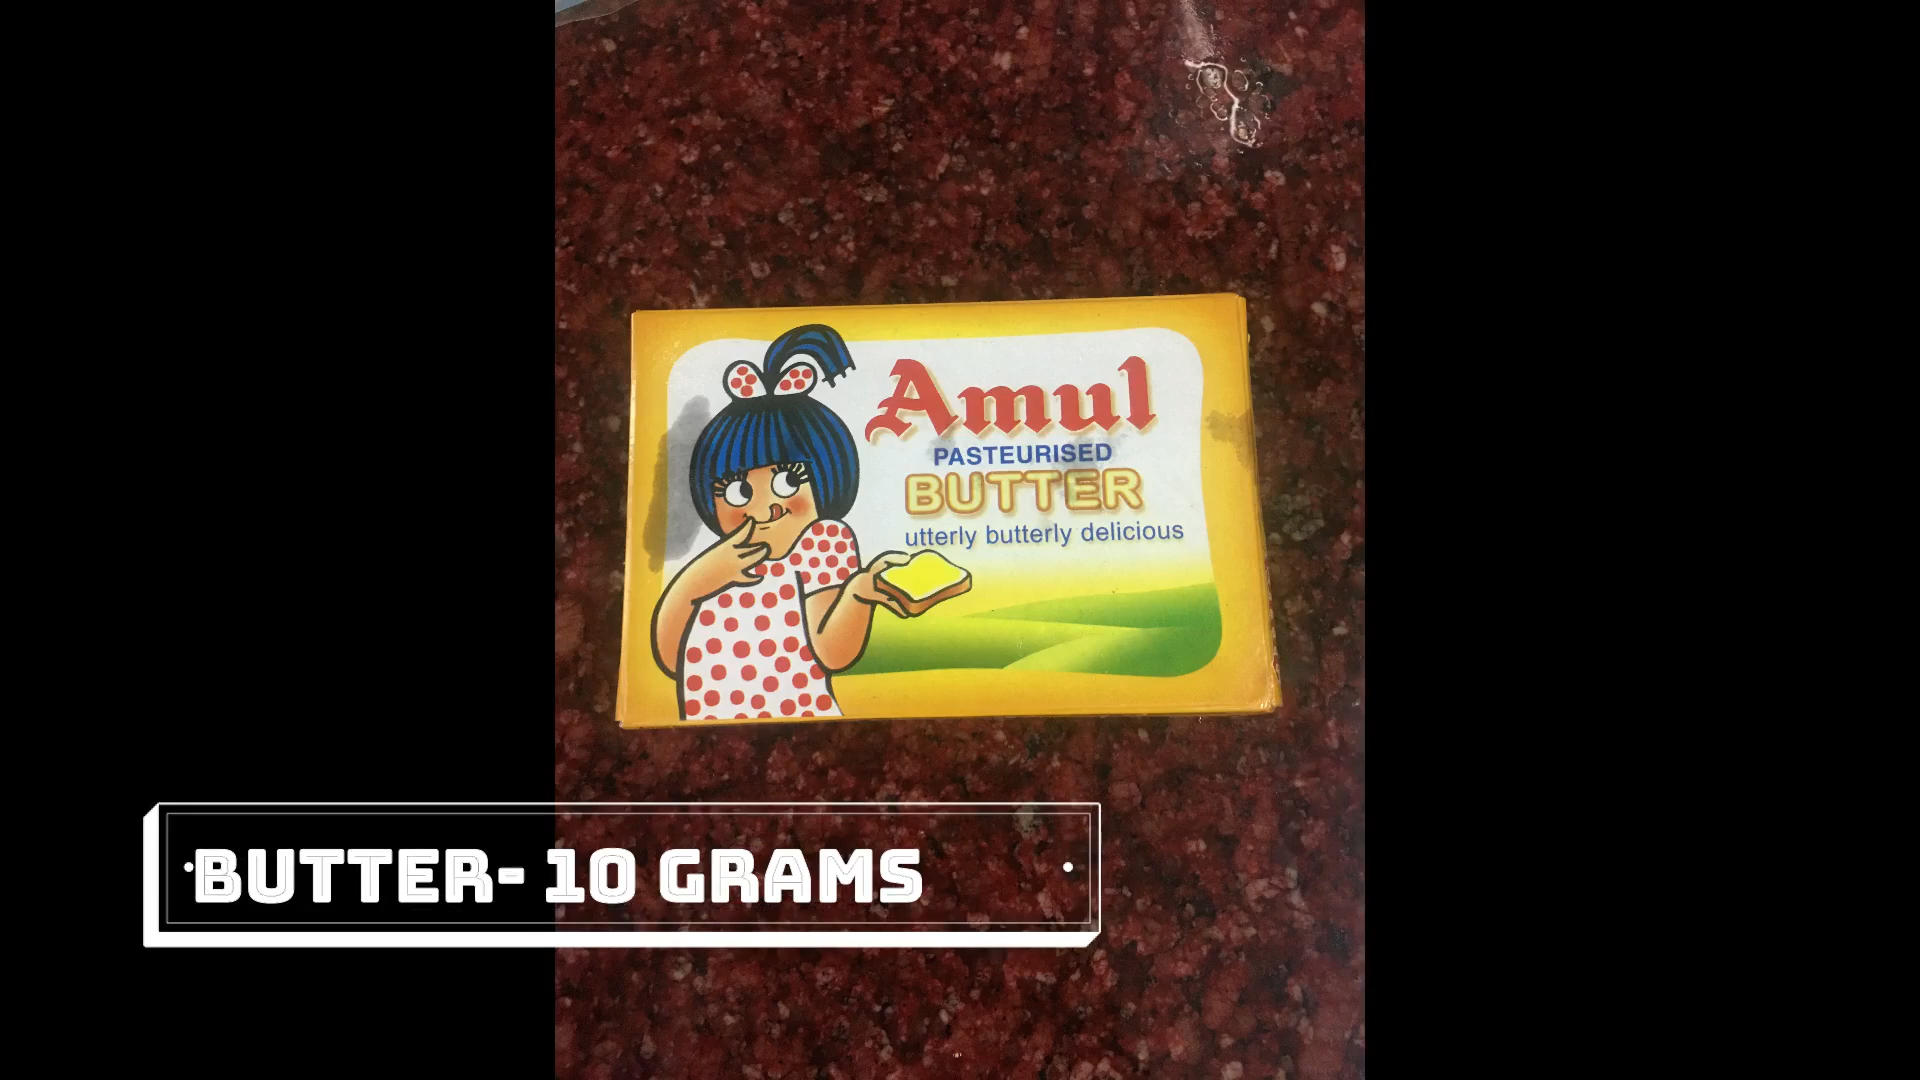 Amul
PASTEURISED
BUTTER
utterly butterly delicious
BUTTER- 10 GRAMS